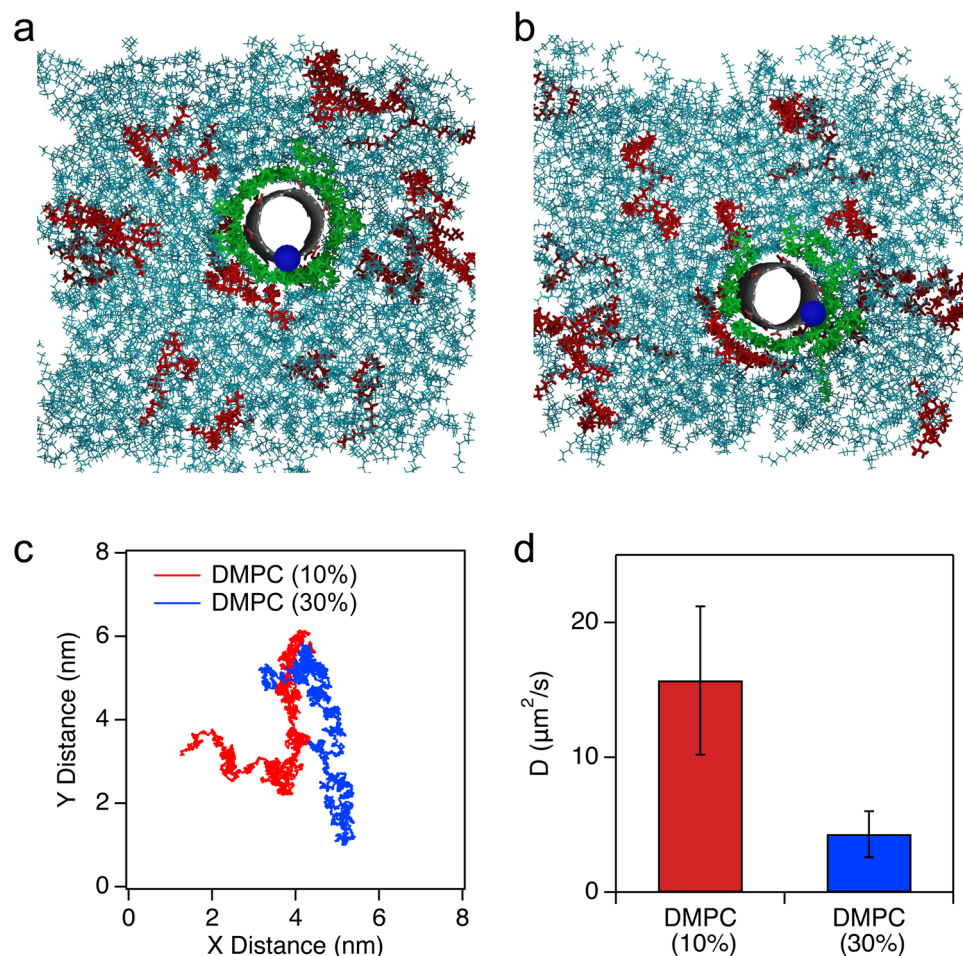 a
b
c
8
6
4
2
0
Y Distance (nm)
DMPC (10%)
DMPC (30%)
0 2 4 6 8
X Distance (nm)
d
20
10
0
D (µm²/s)
DMPC
(10%)
DMPC
(30%)